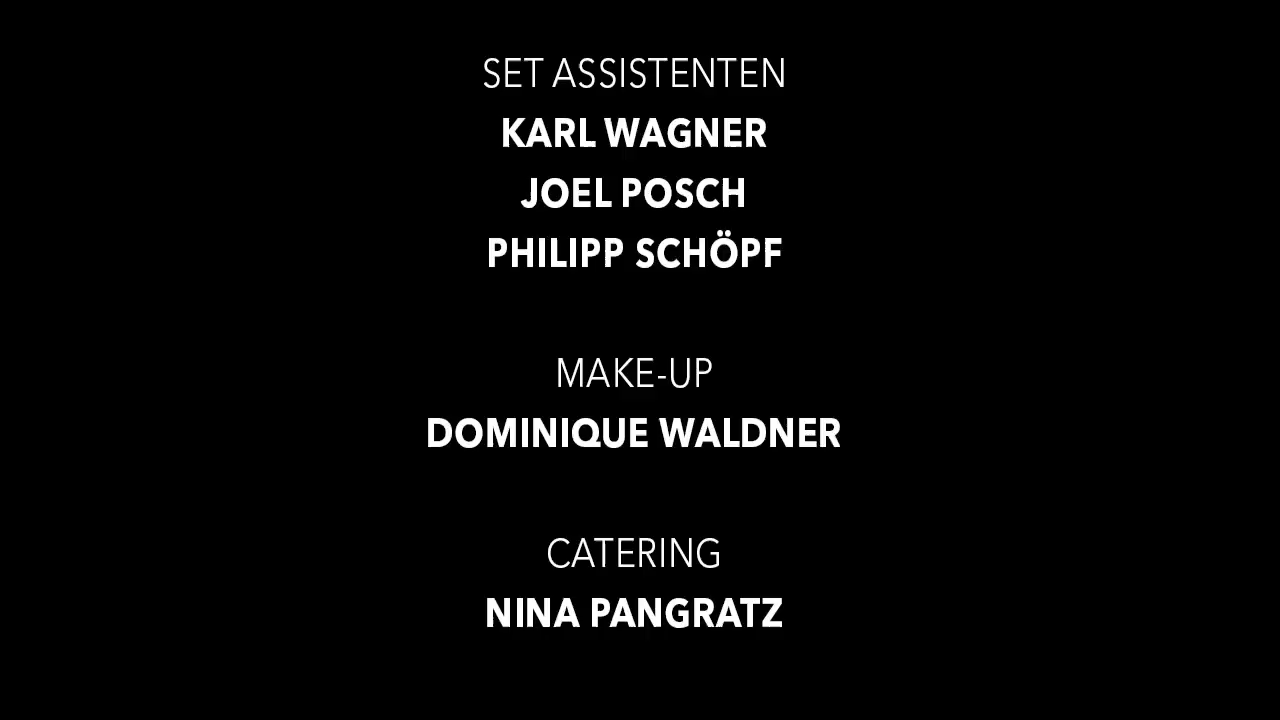 SET ASSISTENTEN
KARL WAGNER
JOEL POSCH
PHILIPP SCHÖPF
MAKE-UP
DOMINIQUE WALDNER
CATERING
NINA PANGRATZ